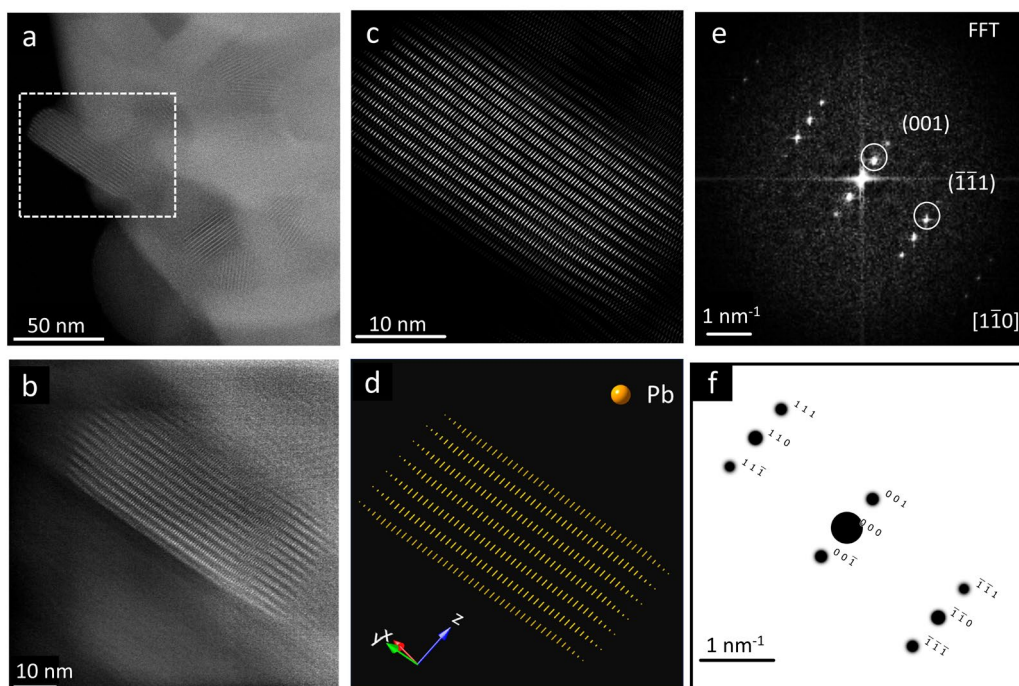 a
50 nm
b
10 nm
c
10 nm
d
Pb
z
y x
e
FFT
(001)
(1̅1̅1)
1 nm⁻¹
[11̅0]
f
1 1 1
1 1 0
1 1 1̅
0 0 1
0 0 0
0 0 1̅
1̅ 1̅ 1
1̅ 1̅ 0
1̅ 1̅ 1̅
1 nm⁻¹